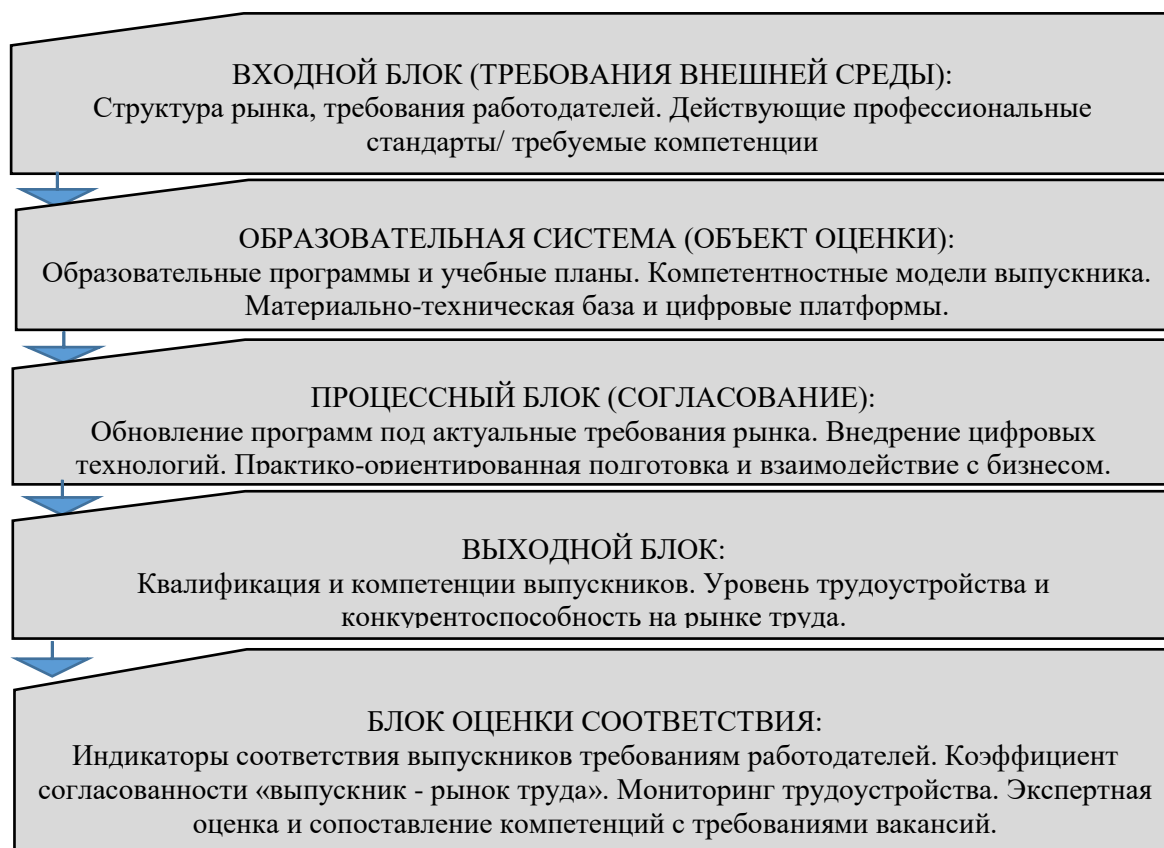 ВХОДНОЙ БЛОК (ТРЕБОВАНИЯ ВНЕШНЕЙ СРЕДЫ):
Структура рынка, требования работодателей. Действующие профессиональные
стандарты/ требуемые компетенции
ОБРАЗОВАТЕЛЬНАЯ СИСТЕМА (ОБЪЕКТ ОЦЕНКИ):
Образовательные программы и учебные планы. Компетентностные модели выпускника.
Материально-техническая база и цифровые платформы.
ПРОЦЕССНЫЙ БЛОК (СОГЛАСОВАНИЕ):
Обновление программ под актуальные требования рынка. Внедрение цифровых
технологий. Практико-ориентированная подготовка и взаимодействие с бизнесом.
ВЫХОДНОЙ БЛОК:
Квалификация и компетенции выпускников. Уровень трудоустройства и
конкурентоспособность на рынке труда.
БЛОК ОЦЕНКИ СООТВЕТСТВИЯ:
Индикаторы соответствия выпускников требованиям работодателей. Коэффициент
согласованности «выпускник - рынок труда». Мониторинг трудоустройства. Экспертная
оценка и сопоставление компетенций с требованиями вакансий.